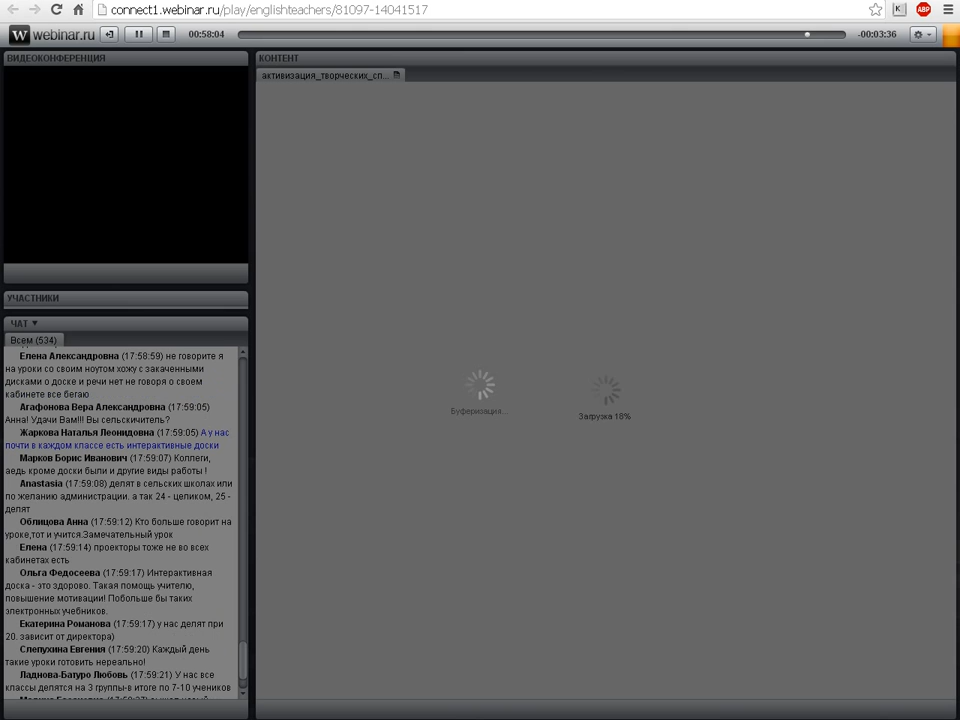 connect1.webinar.ru/play/englishteachers/81097-14041517
ABP
W webinar.ru
00:58:04
-00:03:36
ВИДЕОКОНФЕРЕНЦИЯ
КОНТЕНТ
активизация_творческих_сп...
Буферизация...
Загрузка 18%
УЧАСТНИКИ
ЧАТ
Всем (534)
Елена Александровна (17:58:59) не говорите я
на уроки со своим ноутом хожу с закаченными
дисками о доске и речи нет не говоря о своем
кабинете все бегаю
Агафонова Вера Александровна (17:59:05)
Анна! Удачи Вам!!! Вы сельскичитель?
Жаркова Наталья Леонидовна (17:59:05) А у нас
почти в каждом классе есть интерактивные доски
Марков Борис Иванович (17:59:07) Коллеги,
аедь кроме доски были и другие виды работы !
Anastasia (17:59:08) делят в сельских школах или
по желанию администрации. а так 24 - целиком, 25 -
делят
Облицова Анна (17:59:12) Кто больше говорит на
уроке,тот и учится.Замечательный урок
Елена (17:59:14) проекторы тоже не во всех
кабинетах есть
Ольга Федосеева (17:59:17) Интерактивная
доска - это здорово. Такая помощь учителю,
повышение мотивации! Побольше бы таких
электронных учебников.
Екатерина Романова (17:59:17) у нас делят при
20. зависит от директора)
Слепухина Евгения (17:59:20) Каждый день
такие уроки готовить нереально!
Ладнова-Батуро Любовь (17:59:21) У нас все
классы делятся на 3 группы-в итоге по 7-10 учеников